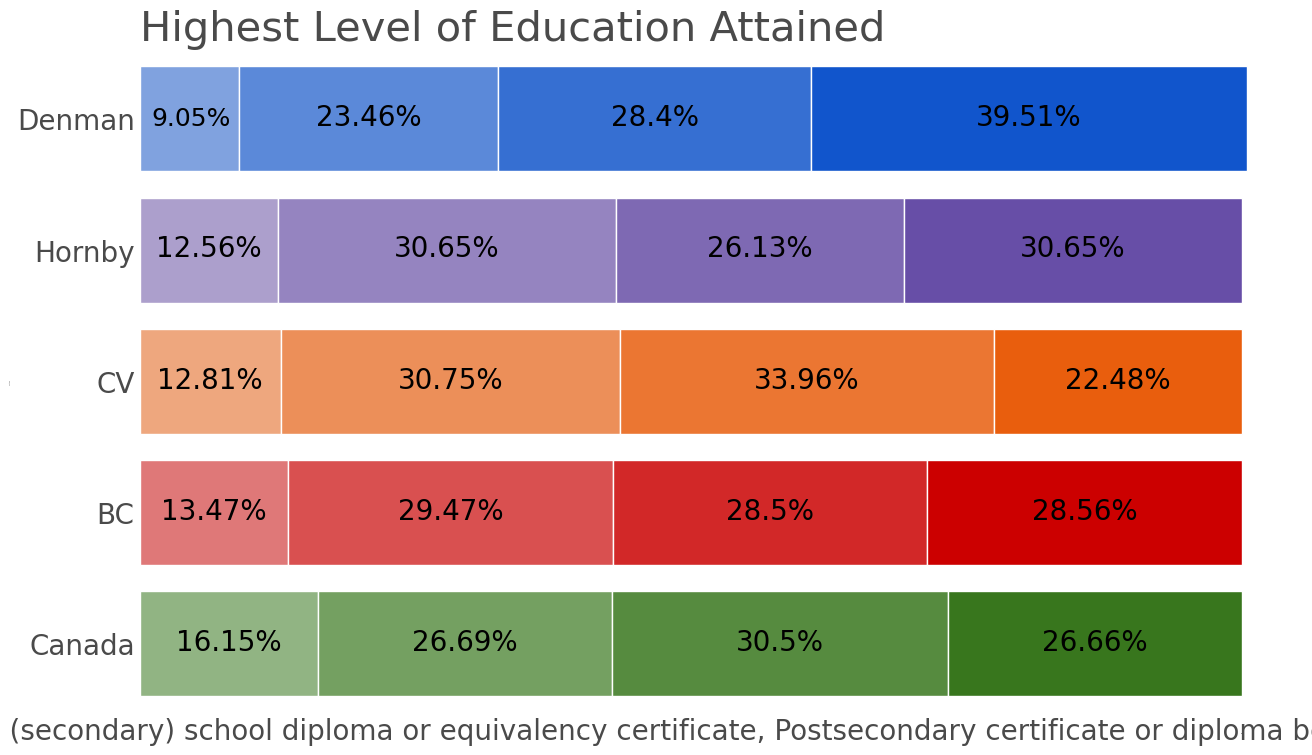 Highest Level of Education Attained
Denman 9.05% 23.46% 28.4% 39.51%
Hornby 12.56% 30.65% 26.13% 30.65%
CV 12.81% 30.75% 33.96% 22.48%
BC 13.47% 29.47% 28.5% 28.56%
Canada 16.15% 26.69% 30.5% 26.66%
(secondary) school diploma or equivalency certificate, Postsecondary certificate or diploma b